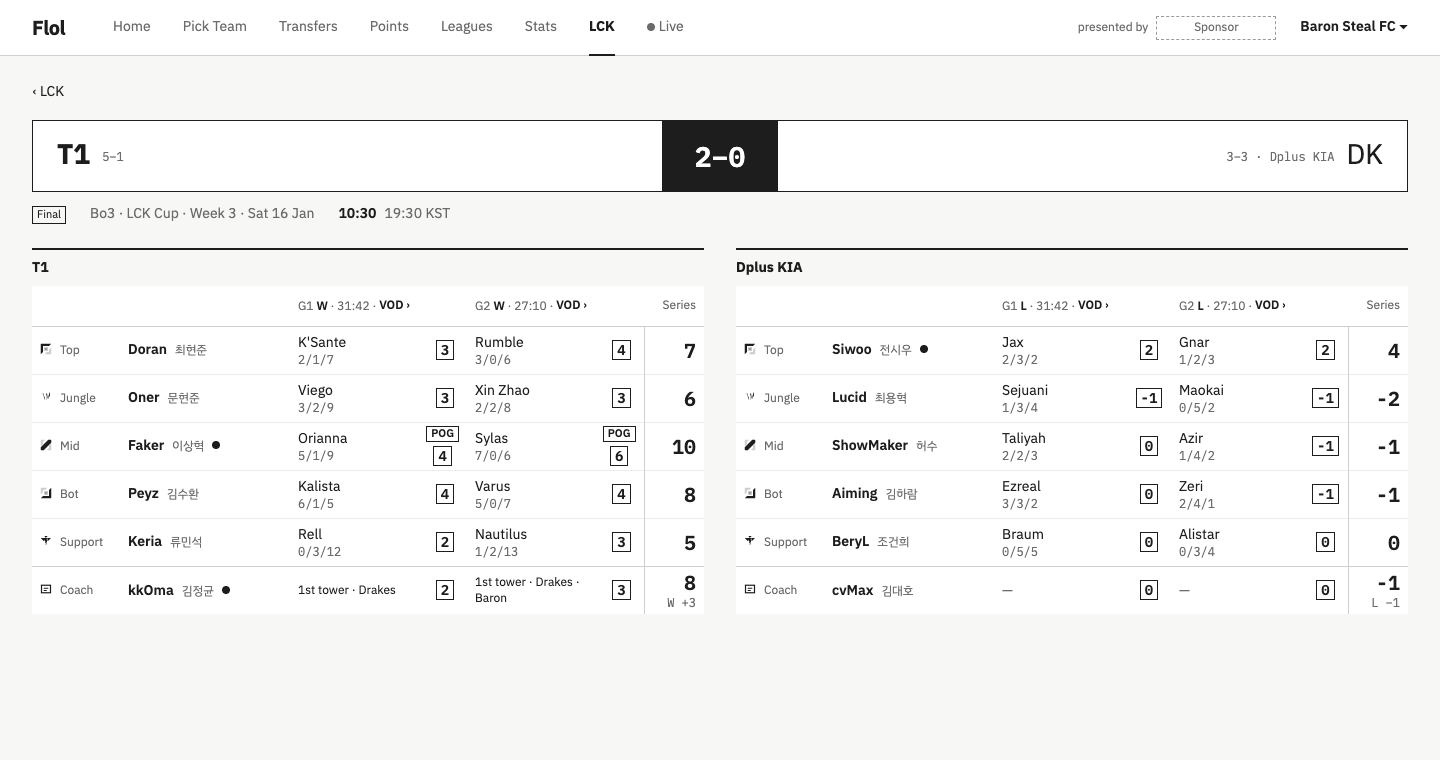 Flol Home Pick Team Transfers Points Leagues Stats LCK Live presented by Sponsor Baron Steal FC
‹ LCK
T1 5–1 2–0 3–3 · Dplus KIA DK
Final Bo3 · LCK Cup · Week 3 · Sat 16 Jan 10:30 19:30 KST
T1
G1 W · 31:42 · VOD › G2 W · 27:10 · VOD › Series
Top Doran 최현준 K'Sante 2/1/7 3 Rumble 3/0/6 4 7
Jungle Oner 문현준 Viego 3/2/9 3 Xin Zhao 2/2/8 3 6
Mid Faker 이상혁 Orianna 5/1/9 POG 4 Sylas 7/0/6 POG 6 10
Bot Peyz 김수환 Kalista 6/1/5 4 Varus 5/0/7 4 8
Support Keria 류민석 Rell 0/3/12 2 Nautilus 1/2/13 3 5
Coach kkOma 김정균 1st tower · Drakes 2 1st tower · Drakes · Baron 3 8 W +3
Dplus KIA
G1 L · 31:42 · VOD › G2 L · 27:10 · VOD › Series
Top Siwoo 전시우 Jax 2/3/2 2 Gnar 1/2/3 2 4
Jungle Lucid 최용혁 Sejuani 1/3/4 -1 Maokai 0/5/2 -1 -2
Mid ShowMaker 허수 Taliyah 2/2/3 0 Azir 1/4/2 -1 -1
Bot Aiming 김하람 Ezreal 3/3/2 0 Zeri 2/4/1 -1 -1
Support BeryL 조건희 Braum 0/5/5 0 Alistar 0/3/4 0 0
Coach cvMax 김대호 — 0 — 0 -1 L −1